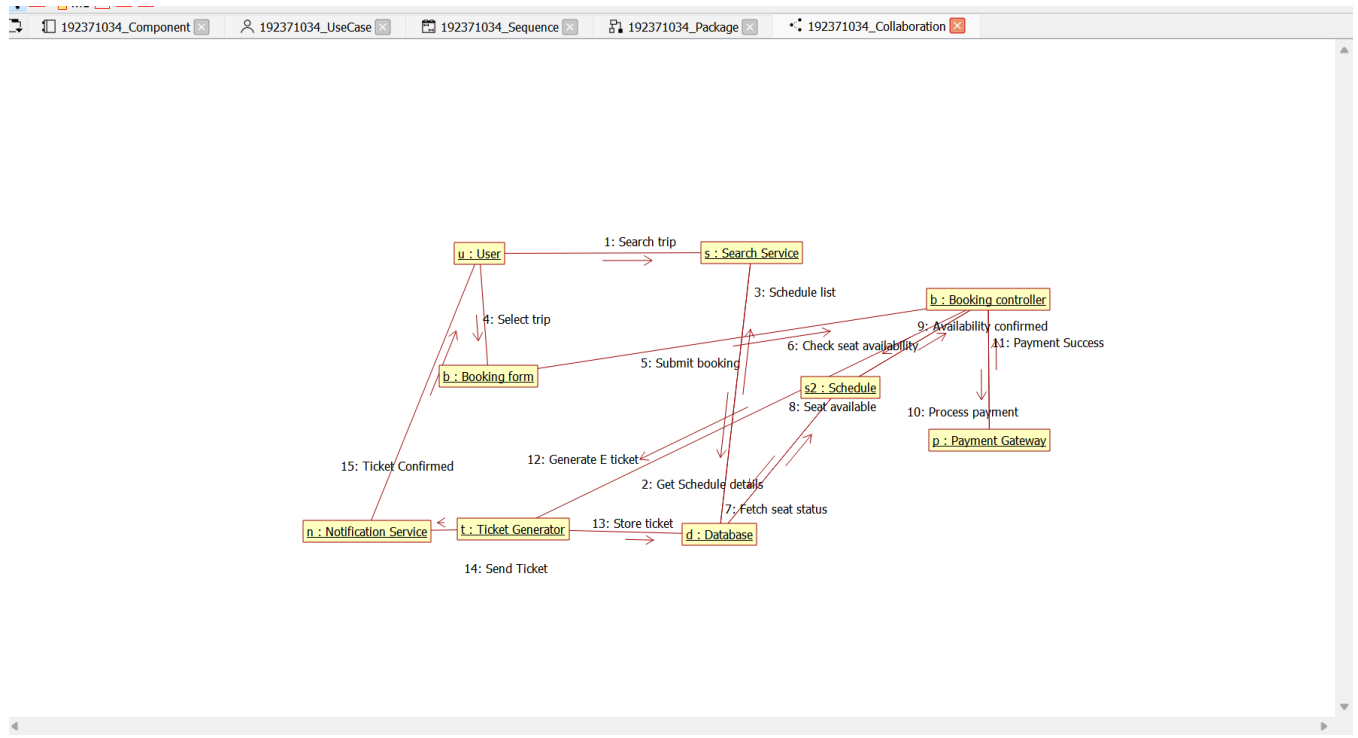 192371034_Component
192371034_UseCase
192371034_Sequence
192371034_Package
192371034_Collaboration
1: Search trip
u : User
s : Search Service
3: Schedule list
b : Booking controller
4: Select trip
9: Availability confirmed
11: Payment Success
6: Check seat availability
5: Submit booking
b : Booking form
s2 : Schedule
8: Seat available
10: Process payment
p : Payment Gateway
12: Generate E ticket
15: Ticket Confirmed
2: Get Schedule details
7: Fetch seat status
13: Store ticket
n : Notification Service
t : Ticket Generator
d : Database
14: Send Ticket